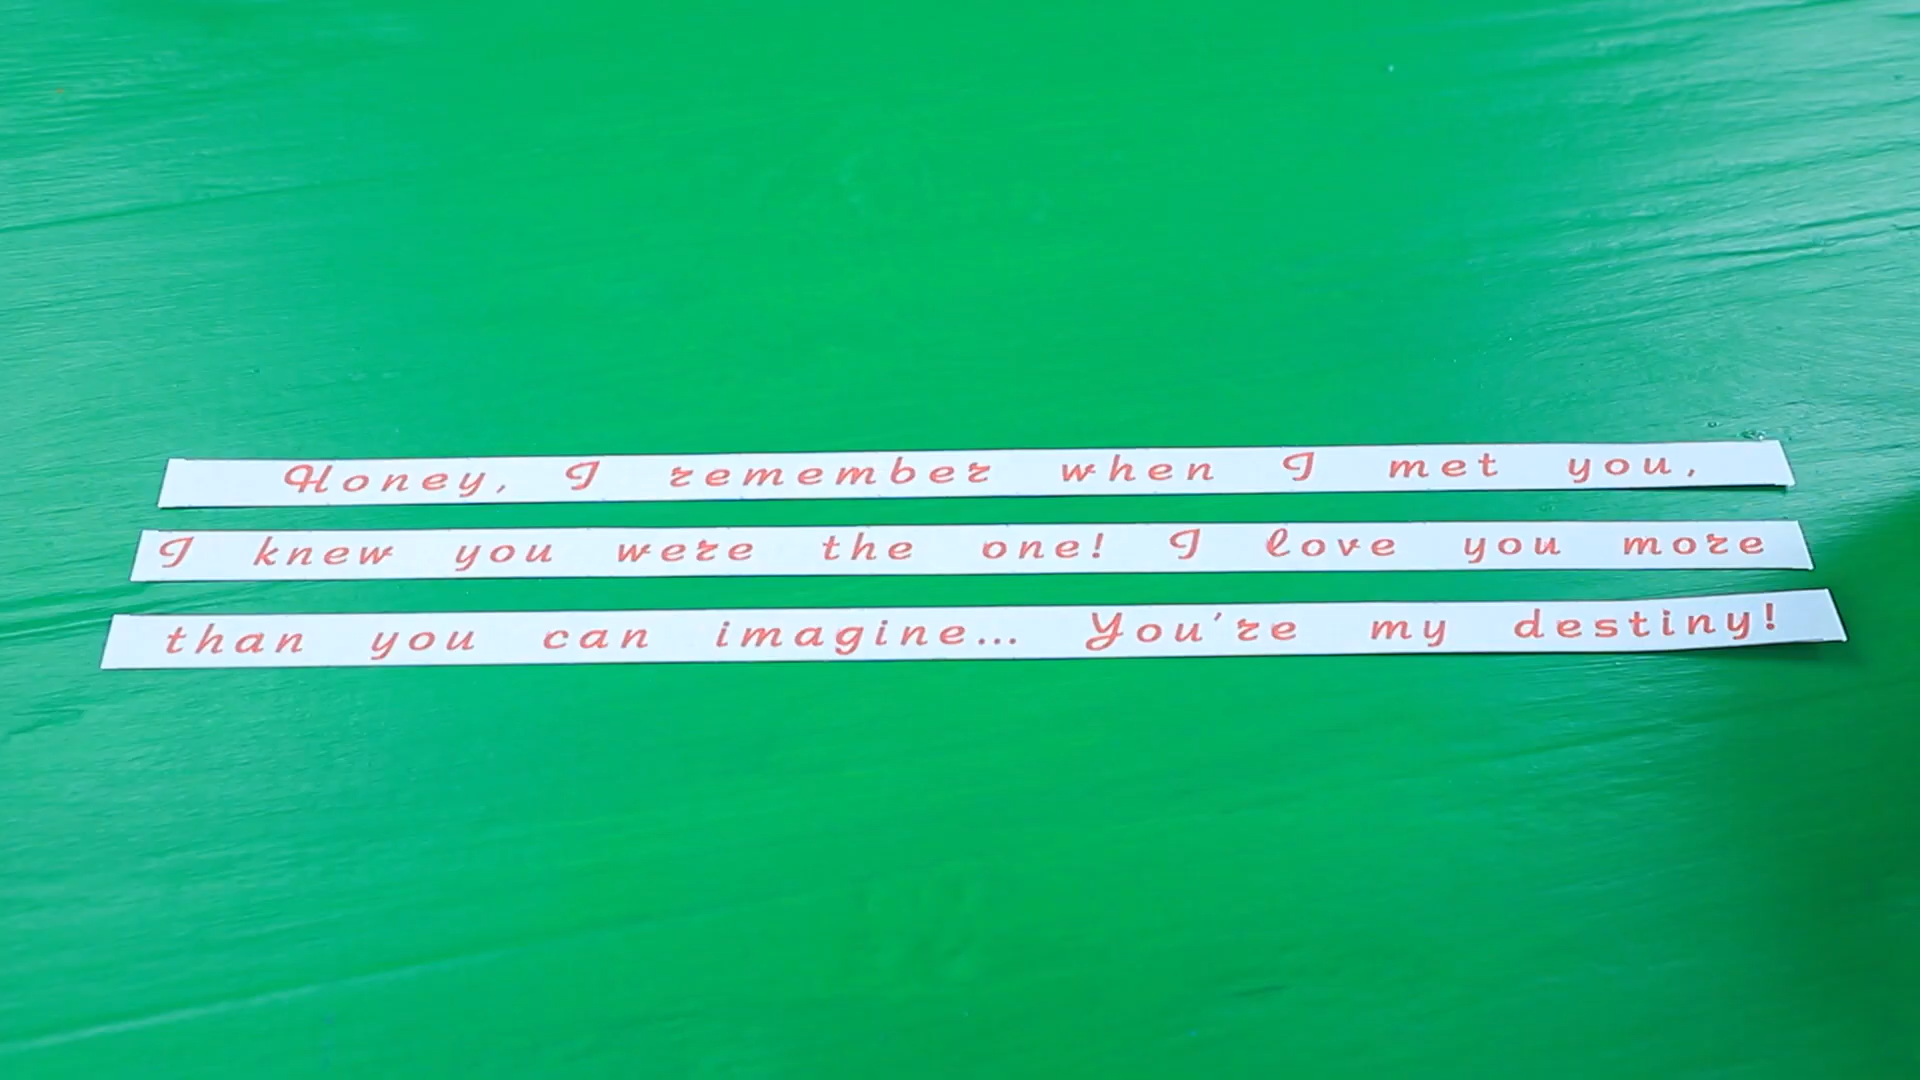 Honey, I remember when I met you,
I knew you were the one! I love you more
than you can imagine... You're my destiny!